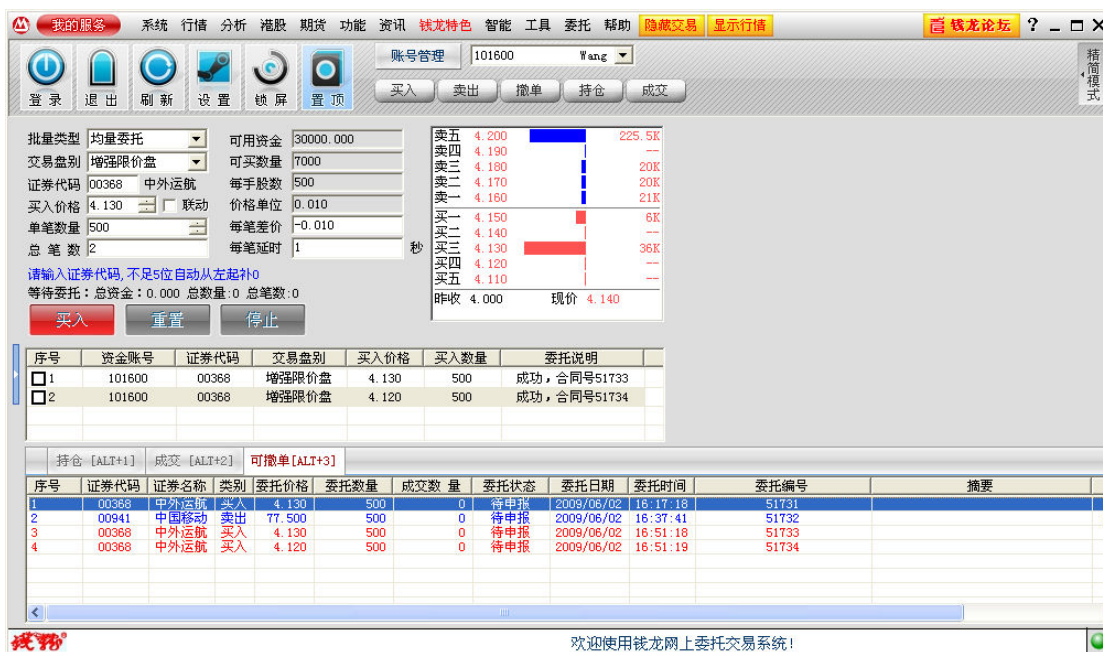 我的服务 系统 行情 分析 港股 期货 功能 资讯 钱龙特色 智能 工具 委托 帮助 隐藏交易 显示行情 钱龙论坛 ?
登录 退出 刷新 设置 锁屏 置顶
账号管理 101600 Wang
买入 卖出 撤单 持仓 成交
精简模式
批量类型 均量委托 可用资金 30000.000
交易盘别 增强限价盘 可买数量 7000
证券代码 00368 中外运航 每手股数 500
买入价格 4.130 联动 价格单位 0.010
单笔数量 500 每笔差价 -0.010
总笔数 2 每笔延时 1 秒
请输入证券代码,不足5位自动从左起补0
等待委托:总资金:0.000 总数量:0 总笔数:0
买入 重置 停止
卖五 4.200 225.5K
卖四 4.190 --
卖三 4.180 20K
卖二 4.170 20K
卖一 4.160 21K
买一 4.150 6K
买二 4.140 --
买三 4.130 36K
买四 4.120 --
买五 4.110 --
昨收 4.000 现价 4.140
序号 资金账号 证券代码 交易盘别 买入价格 买入数量 委托说明
1 101600 00368 增强限价盘 4.130 500 成功,合同号51733
2 101600 00368 增强限价盘 4.120 500 成功,合同号51734
持仓 [ALT+1] 成交 [ALT+2] 可撤单[ALT+3]
序号 证券代码 证券名称 类别 委托价格 委托数量 成交数 量 委托状态 委托日期 委托时间 委托编号 摘要
1 00368 中外运航 买入 4.130 500 0 待申报 2009/06/02 16:17:18 51731
2 00941 中国移动 卖出 77.500 500 0 待申报 2009/06/02 16:37:41 51732
3 00368 中外运航 买入 4.130 500 0 待申报 2009/06/02 16:51:18 51733
4 00368 中外运航 买入 4.120 500 0 待申报 2009/06/02 16:51:19 51734
钱龙 欢迎使用钱龙网上委托交易系统!